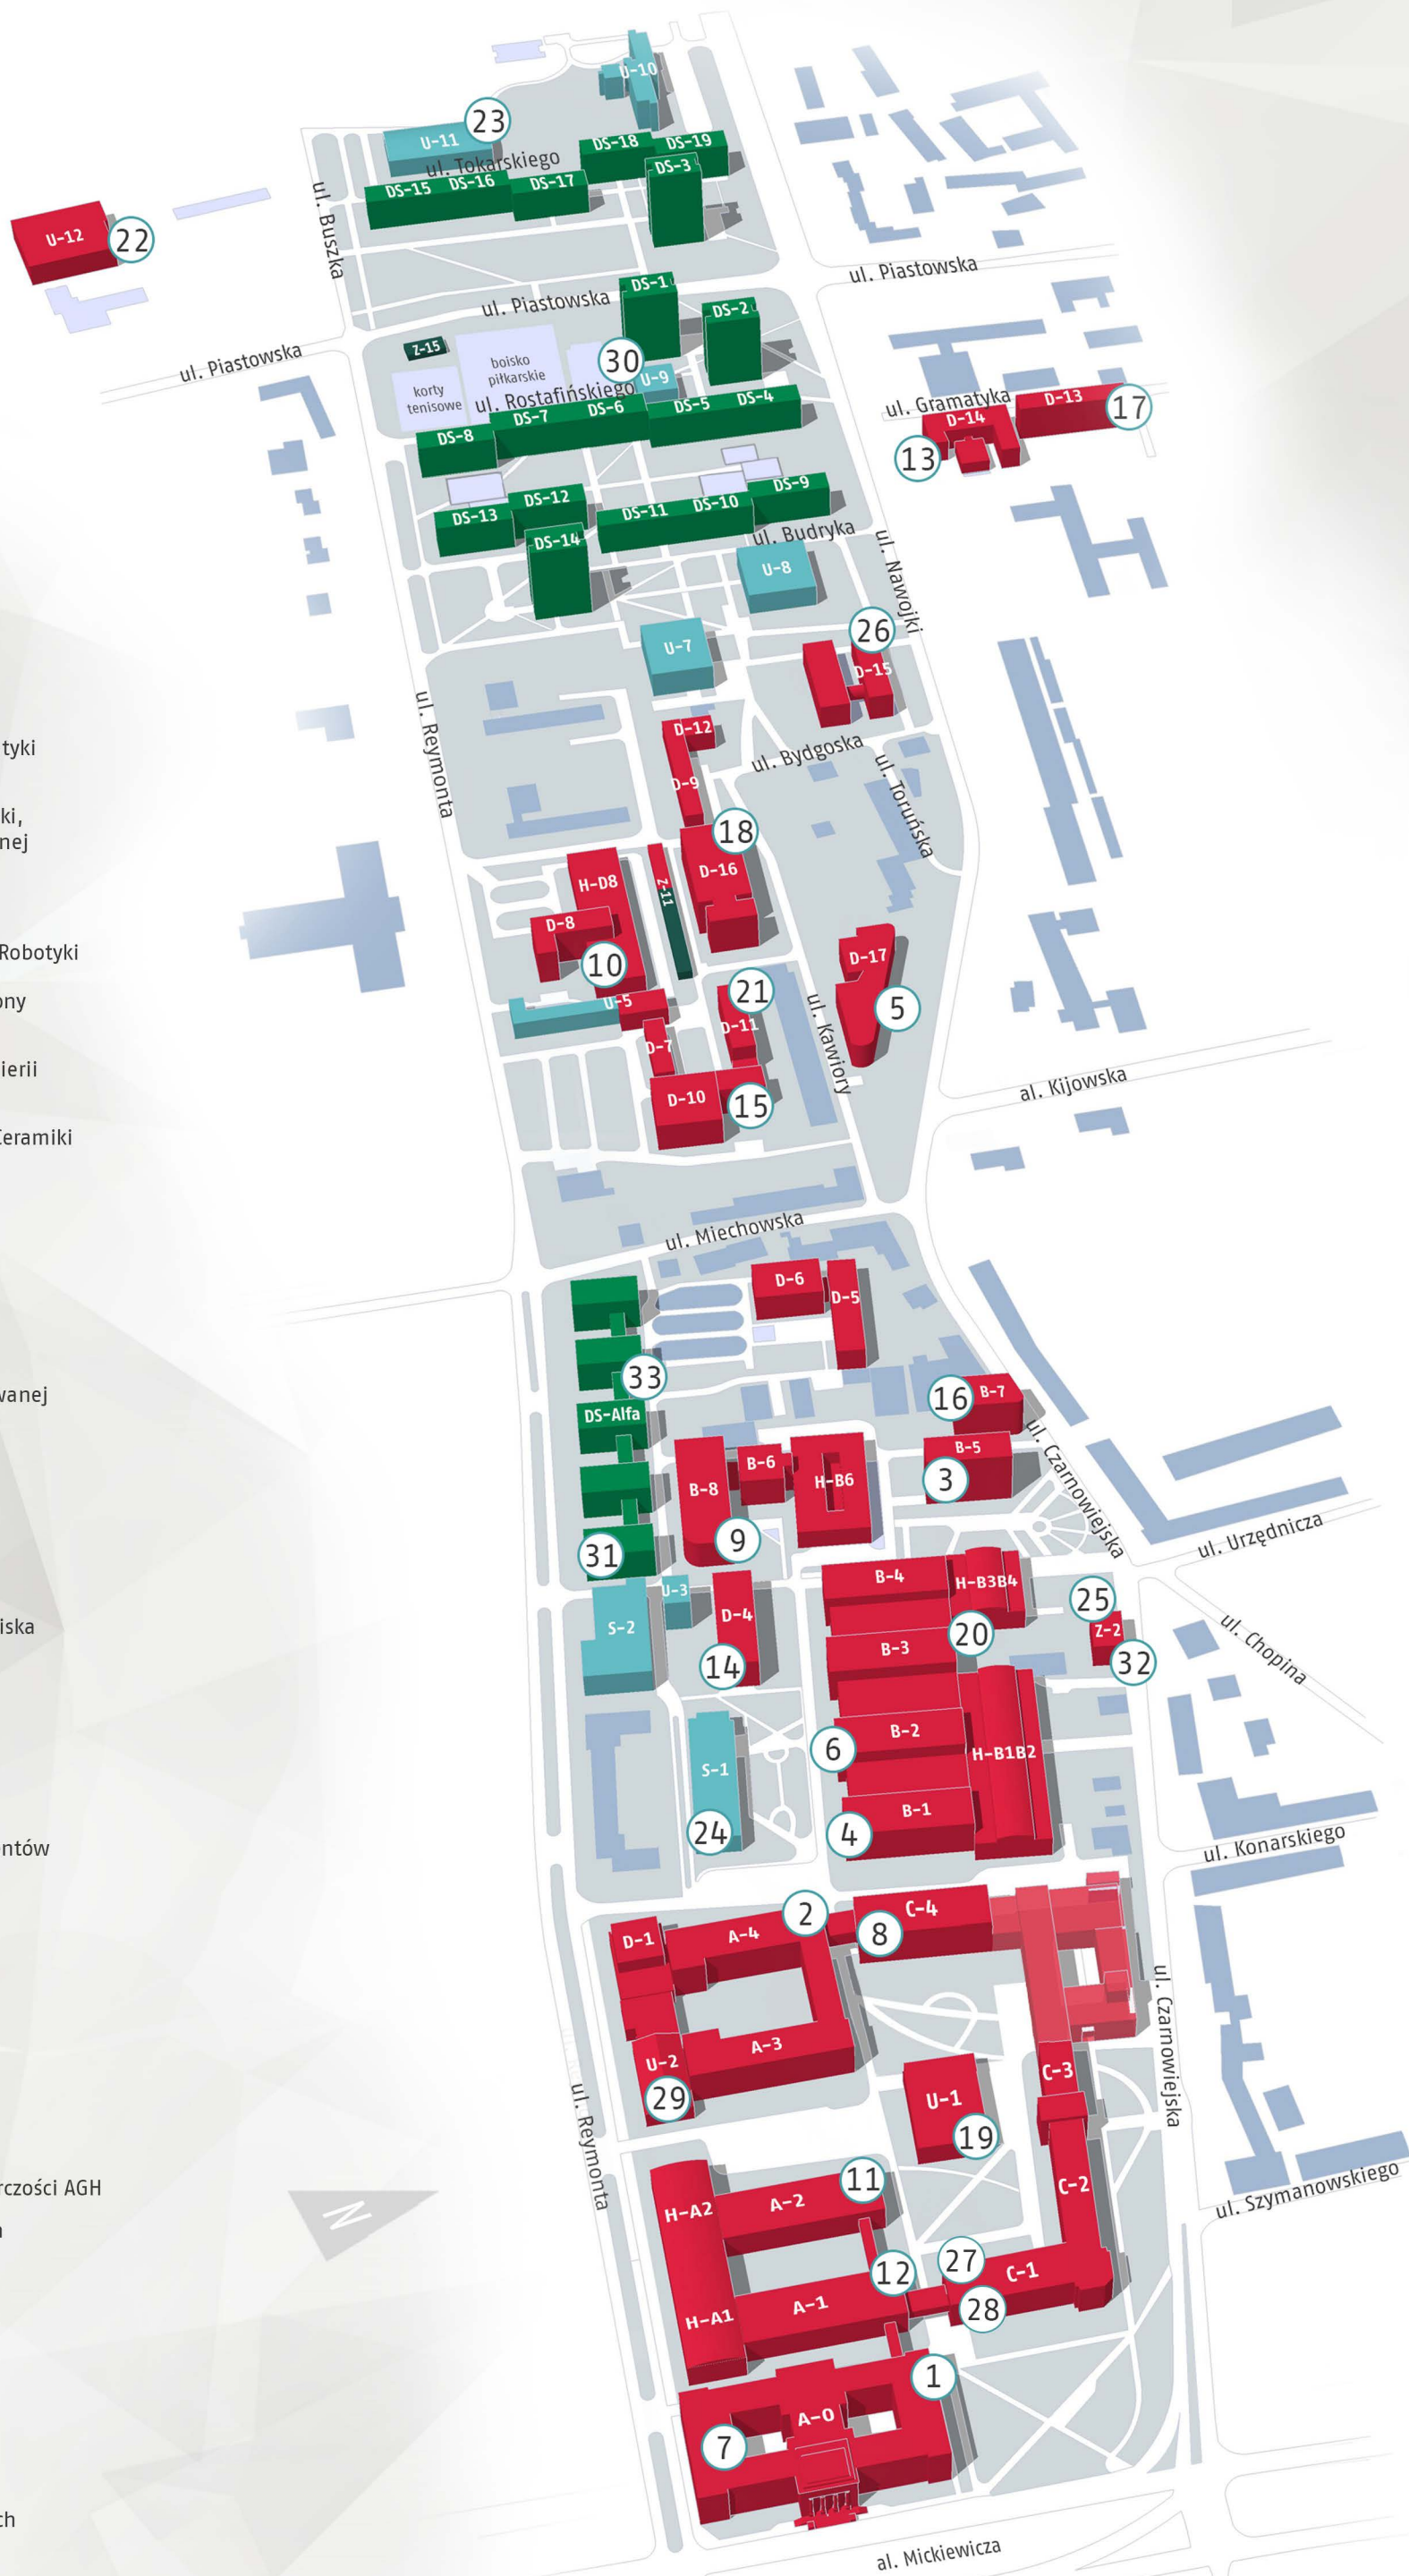 U-10
23
U-11
ul. Tokarskiego
DS-18
DS-19
DS-3
DS-15
DS-16
DS-17
ul. Buszka
U-12
22
ul. Piastowska
ul. Piastowska
DS-1
DS-2
ul. Piastowska
Z-15
boisko
piłkarskie
30
U-9
korty
tenisowe
ul. Rostafińskiego
ul. Gramatyka
D-13
17
D-14
13
DS-8
DS-7
DS-6
DS-5
DS-4
DS-13
DS-12
DS-11
DS-10
DS-9
ul. Budryka
DS-14
U-8
ul. Nawojki
26
U-7
D-15
ul. Reymonta
D-12
ul. Bydgoska
D-9
ul. Toruńska
tyki
ki,
nej
18
D-16
H-D8
Z-11
D-8
10
D-17
5
Robotyki
ony
U-5
21
D-11
ul. Kawiory
D-7
ierii
D-10
15
al. Kijowska
Ceramiki
ul. Miechowska
D-6
D-5
33
16
B-7
wanej
DS-Alfa
B-5
3
ul. Czarnowiejska
B-8
B-6
H-B6
9
31
ul. Urzędnicza
B-4
H-B3B4
U-3
S-2
D-4
25
Z-2
32
iska
B-3
20
14
ul. Chopina
B-2
6
H-B1B2
S-1
B-1
4
24
ul. Konarskiego
entów
2
C-4
8
D-1
A-4
ul. Czarnowiejska
A-3
U-2
29
C-3
U-1
19
ul. Reymonta
C-2
11
A-2
H-A2
rczości AGH
N
ul. Szymanowskiego
12
27
C-1
28
A-1
H-A1
1
A-0
7
ch
al. Mickiewicza